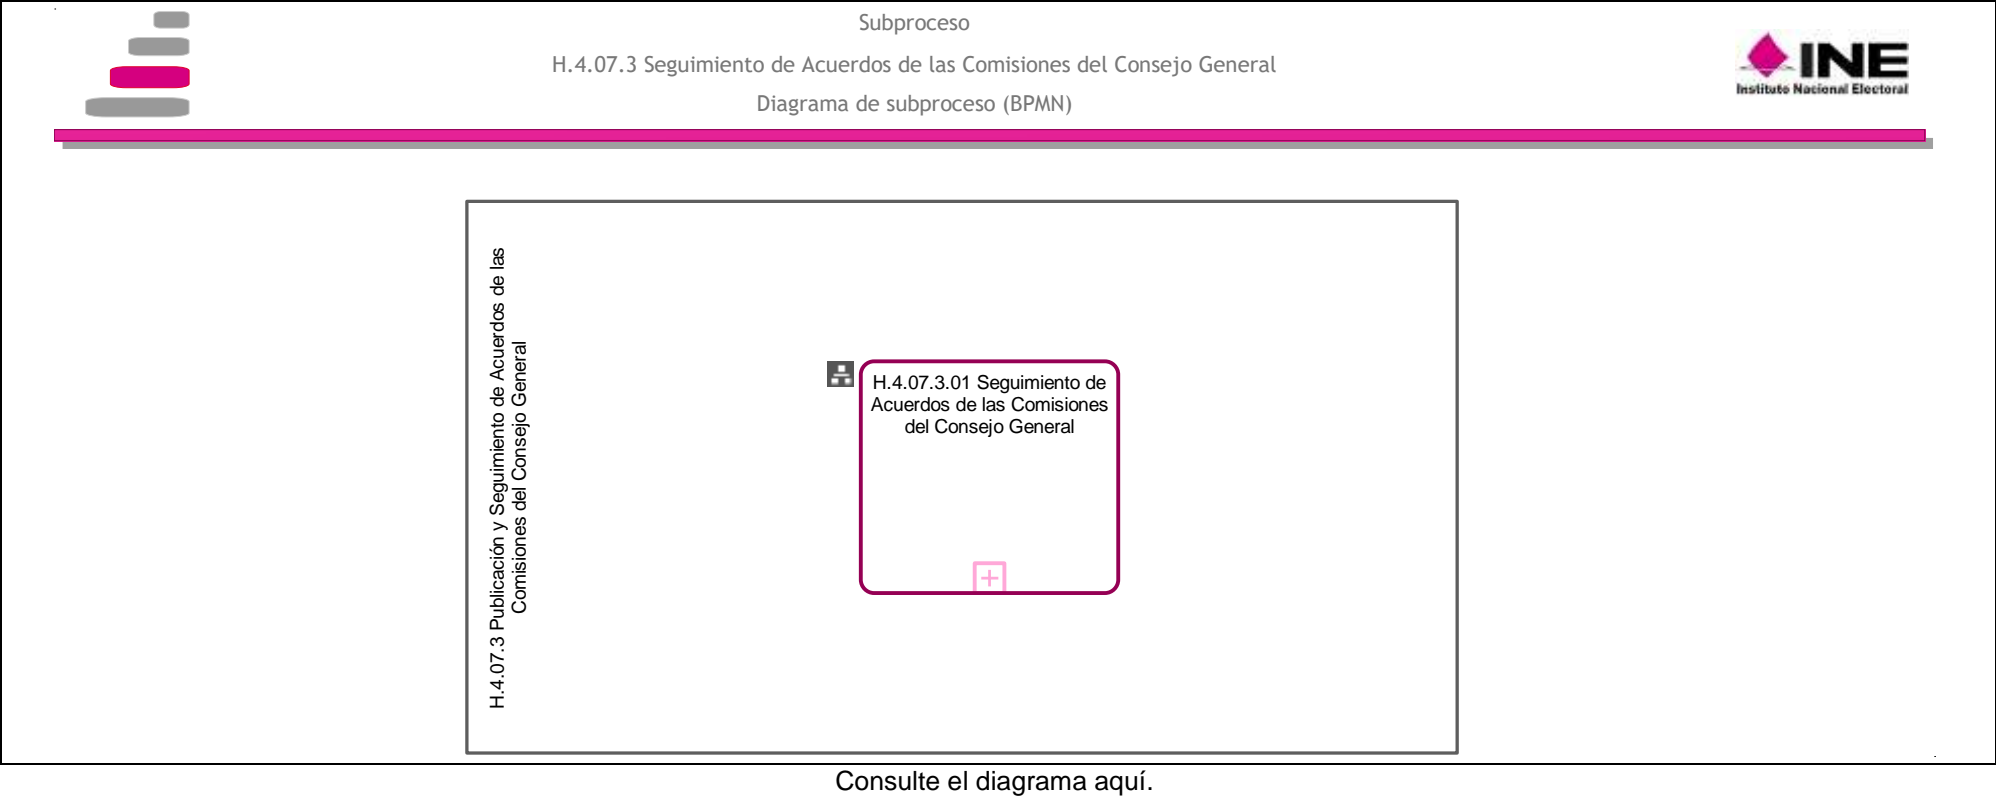 Subproceso
H.4.07.3 Seguimiento de Acuerdos de las Comisiones del Consejo General
Diagrama de subproceso (BPMN)
INE
Instituto Nacional Electoral
H.4.07.3 Publicación y Seguimiento de Acuerdos de las
Comisiones del Consejo General
H.4.07.3.01 Seguimiento de
Acuerdos de las Comisiones
del Consejo General
Consulte el diagrama aquí.